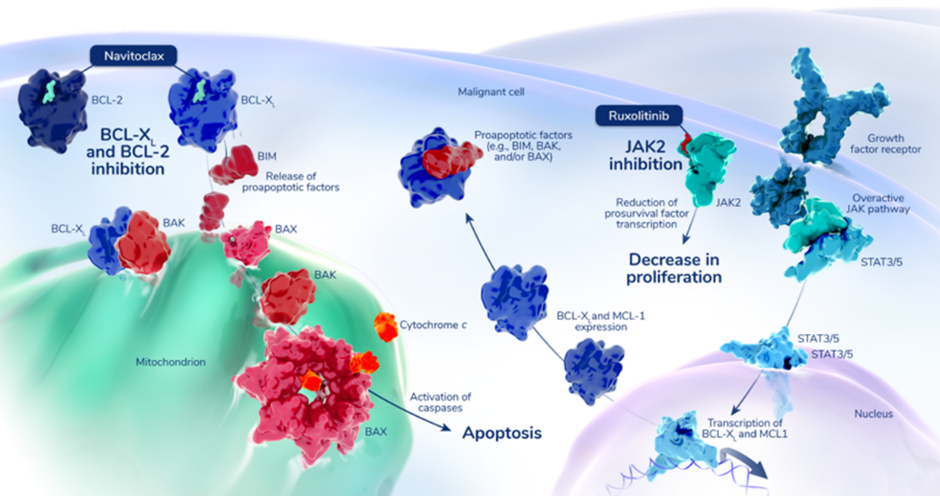 Navitoclax
BCL-2
BCL-XL
BCL-XL
and BCL-2
inhibition
BIM
Release of
proapoptotic factors
BCL-XL
BAK
BAX
BAK
Cytochrome c
Mitochondrion
BAX
Activation of
caspases
Apoptosis
Malignant cell
Proapoptotic factors
(e.g., BIM, BAK,
and/or BAX)
BCL-XL and MCL-1
expression
Ruxolitinib
JAK2
inhibition
JAK2
Reduction of
prosurvival factor
transcription
Decrease in
proliferation
Growth
factor receptor
Overactive
JAK pathway
STAT3/5
STAT3/5
STAT3/5
Transcription of
BCL-XL and MCL1
Nucleus